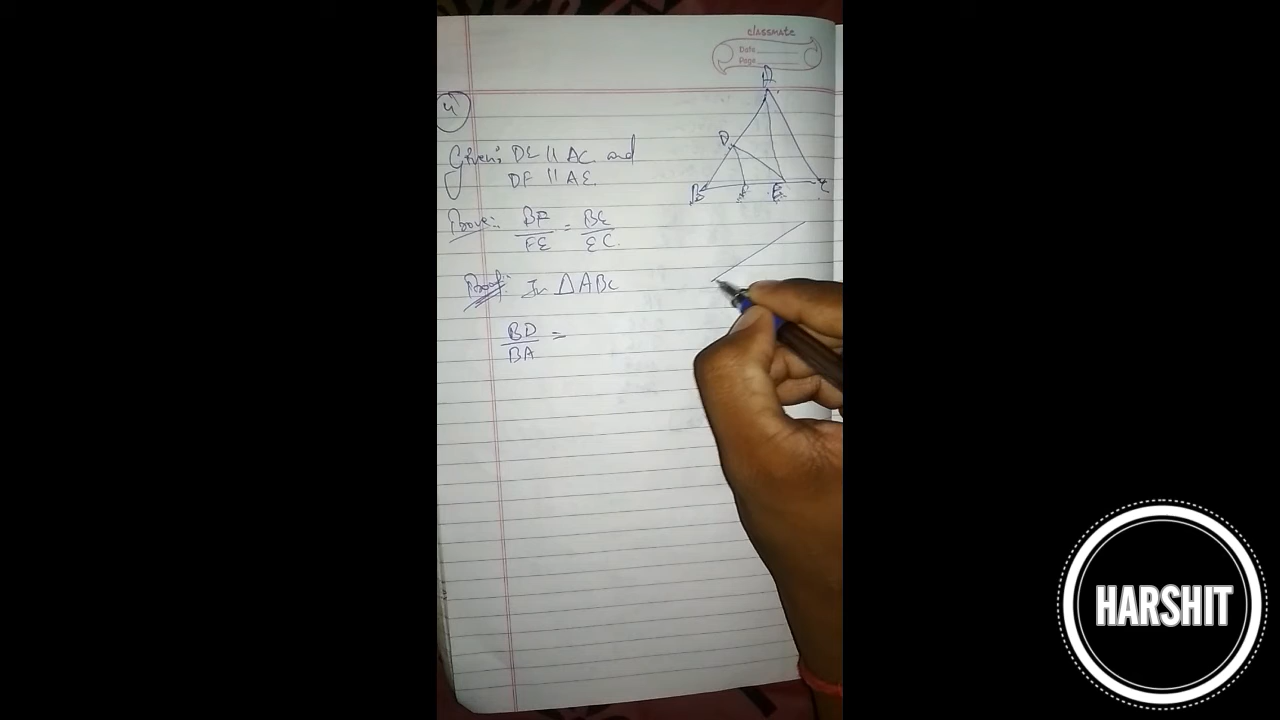 classmate
Date
Page
4
Given: DE || AC and
DF || AE.
Prove:- BF/FE = BE/EC.
Proof: In ΔABC
BD/BA =
A
D
B F E C
HARSHIT